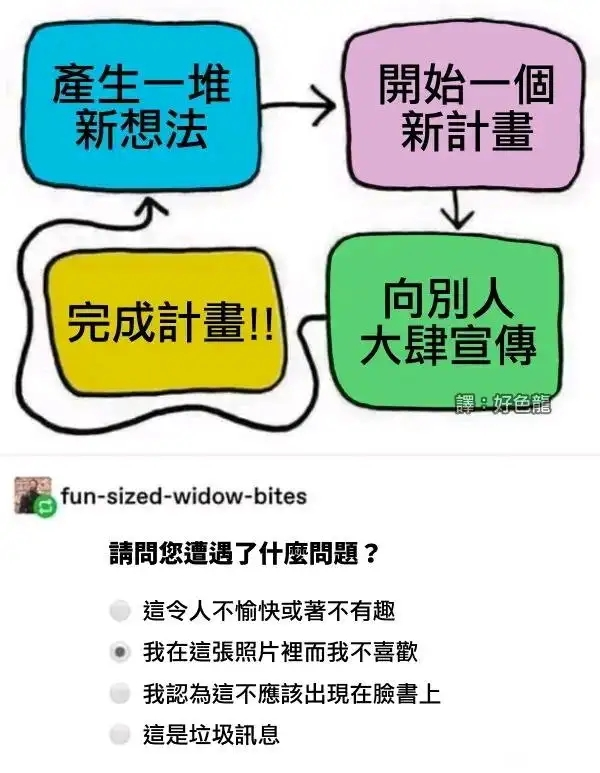 產生一堆
新想法
開始一個
新計畫
向別人
大肆宣傳
譯：好色龍
完成計畫!!
fun-sized-widow-bites
請問您遭遇了什麼問題？
這令人不愉快或著不有趣
我在這張照片裡而我不喜歡
我認為這不應該出現在臉書上
這是垃圾訊息